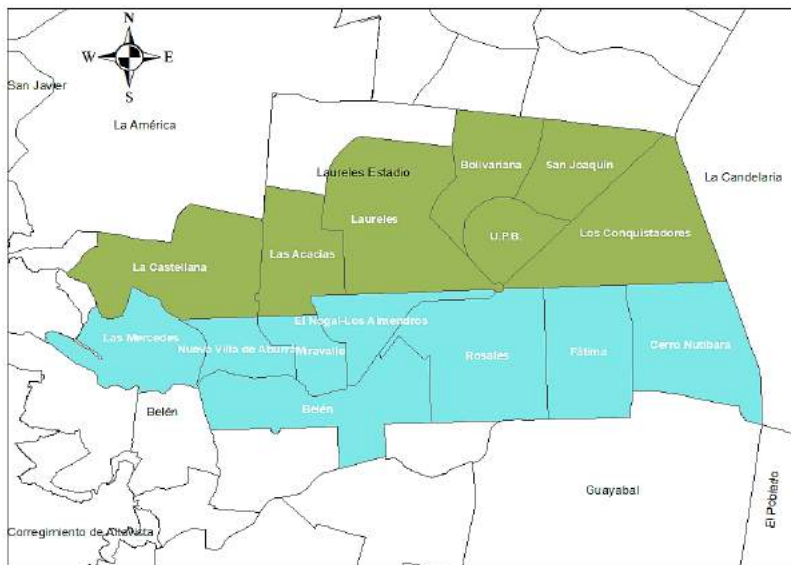 N
W E
S
San Javier
La América
Laureles Estadio
Bolivariana
San Joaquín
La Candelaria
Laureles
U.P.B.
Los Conquistadores
Las Acacias
La Castellana
El Nogal-Los Almendros
Las Mercedes
Nueva Villa de Aburrá
Miravalle
Rosales
Fátima
Cerro Nutibara
Belén
Belén
Guayabal
El Poblado
Corregimiento de Altavista